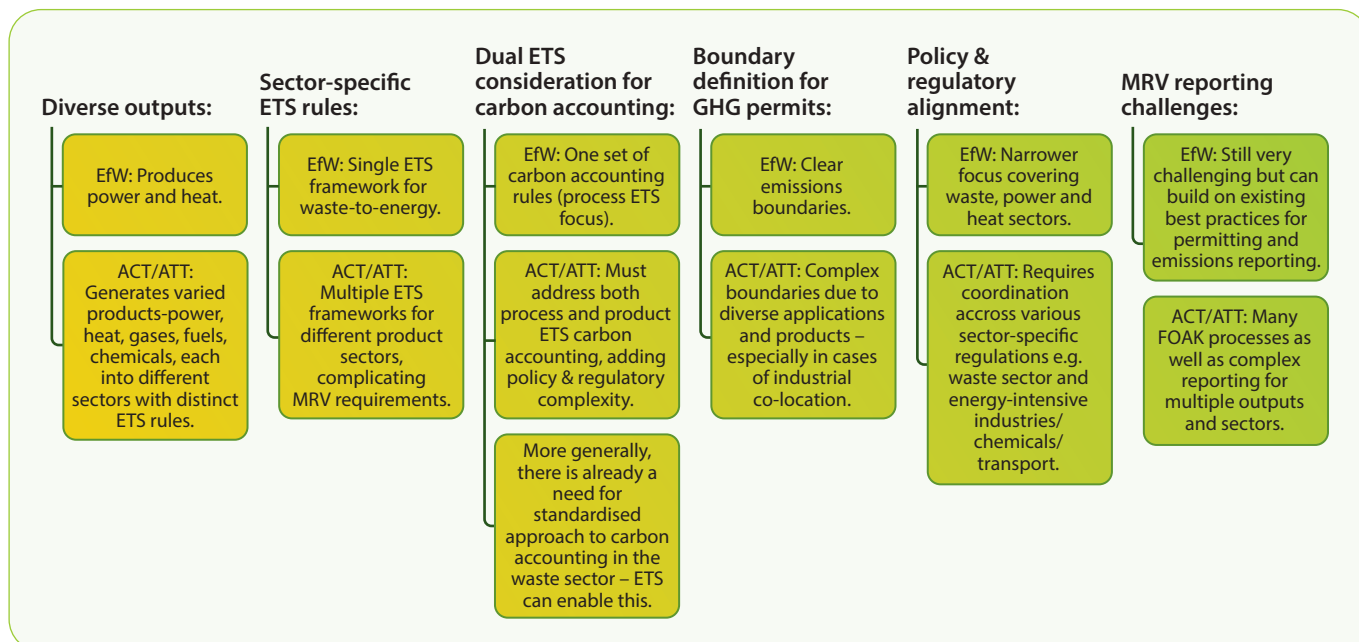 Diverse outputs:
EfW: Produces
power and heat.
ACT/ATT:
Generates varied
products-power,
heat, gases, fuels,
chemicals, each
into different
sectors with distinct
ETS rules.
Sector-specific
ETS rules:
EfW: Single ETS
framework for
waste-to-energy.
ACT/ATT:
Multiple ETS
frameworks for
different product
sectors,
complicating
MRV requirements.
Dual ETS
consideration for
carbon accounting:
EfW: One set of
carbon accounting
rules (process ETS
focus).
ACT/ATT: Must
address both
process and product
ETS carbon
accounting, adding
policy & regulatory
complexity.
More generally,
there is already a
need for
standardised
approach to carbon
accounting in the
waste sector – ETS
can enable this.
Boundary
definition for
GHG permits:
EfW: Clear
emissions
boundaries.
ACT/ATT: Complex
boundaries due to
diverse applications
and products –
especially in cases
of industrial
co-location.
Policy &
regulatory
alignment:
EfW: Narrower
focus covering
waste, power and
heat sectors.
ACT/ATT: Requires
coordination
accross various
sector-specific
regulations e.g.
waste sector and
energy-intensive
industries/
chemicals/
transport.
MRV reporting
challenges:
EfW: Still very
challenging but can
build on existing
best practices for
permitting and
emissions reporting.
ACT/ATT: Many
FOAK processes as
well as complex
reporting for
multiple outputs
and sectors.